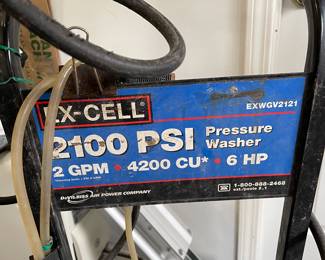 EX-CELL®
EXWGV2121
2100 PSI Pressure Washer
2 GPM • 4200 CU* • 6 HP
DeVILBISS AIR POWER COMPANY
1-800-888-2468